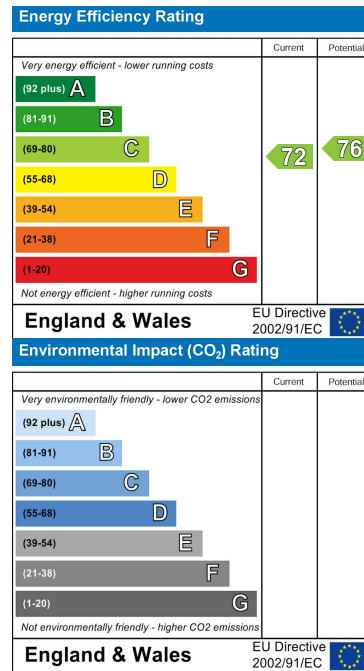 Energy Efficiency Rating
Current Potential
Very energy efficient - lower running costs
(92 plus) A
(81-91) B
(69-80) C
72 76
(55-68) D
(39-54) E
(21-38) F
(1-20) G
Not energy efficient - higher running costs
England & Wales
EU Directive
2002/91/EC
Environmental Impact (CO₂) Rating
Current Potential
Very environmentally friendly - lower CO2 emissions
(92 plus) A
(81-91) B
(69-80) C
(55-68) D
(39-54) E
(21-38) F
(1-20) G
Not environmentally friendly - higher CO2 emissions
England & Wales
EU Directive
2002/91/EC